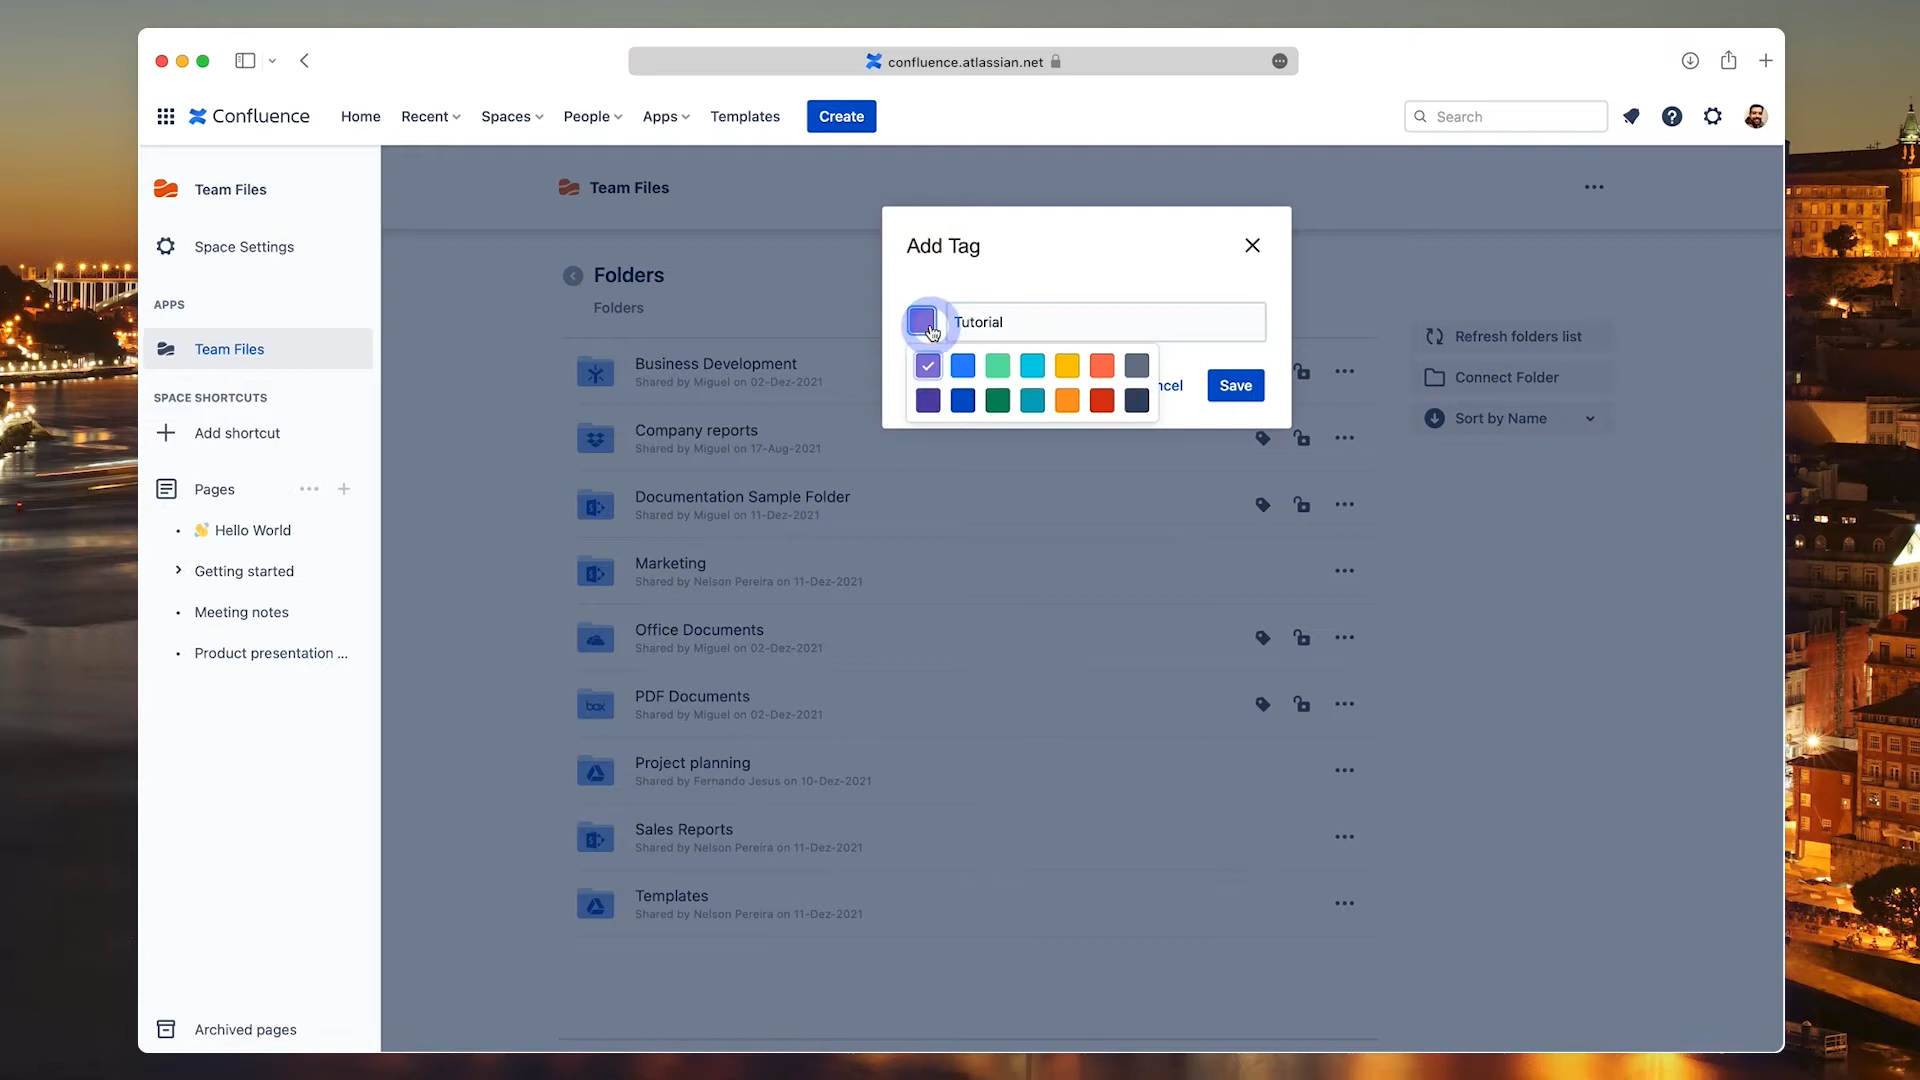 confluence.atlassian.net
Confluence
Home
Recent
Spaces
People
Apps
Templates
Create
Search
Team Files
Space Settings
APPS
Team Files
SPACE SHORTCUTS
Add shortcut
Pages
👋 Hello World
Getting started
Meeting notes
Product presentation ...
Archived pages
Team Files
Folders
Folders
Business Development
Shared by Miguel on 02-Dez-2021
Company reports
Shared by Miguel on 17-Aug-2021
Documentation Sample Folder
Shared by Miguel on 11-Dez-2021
Marketing
Shared by Nelson Pereira on 11-Dez-2021
Office Documents
Shared by Miguel on 02-Dez-2021
box
PDF Documents
Shared by Miguel on 02-Dez-2021
Project planning
Shared by Fernando Jesus on 10-Dez-2021
Sales Reports
Shared by Nelson Pereira on 11-Dez-2021
Templates
Shared by Nelson Pereira on 11-Dez-2021
Add Tag
Tutorial
ncel
Save
Refresh folders list
Connect Folder
Sort by Name